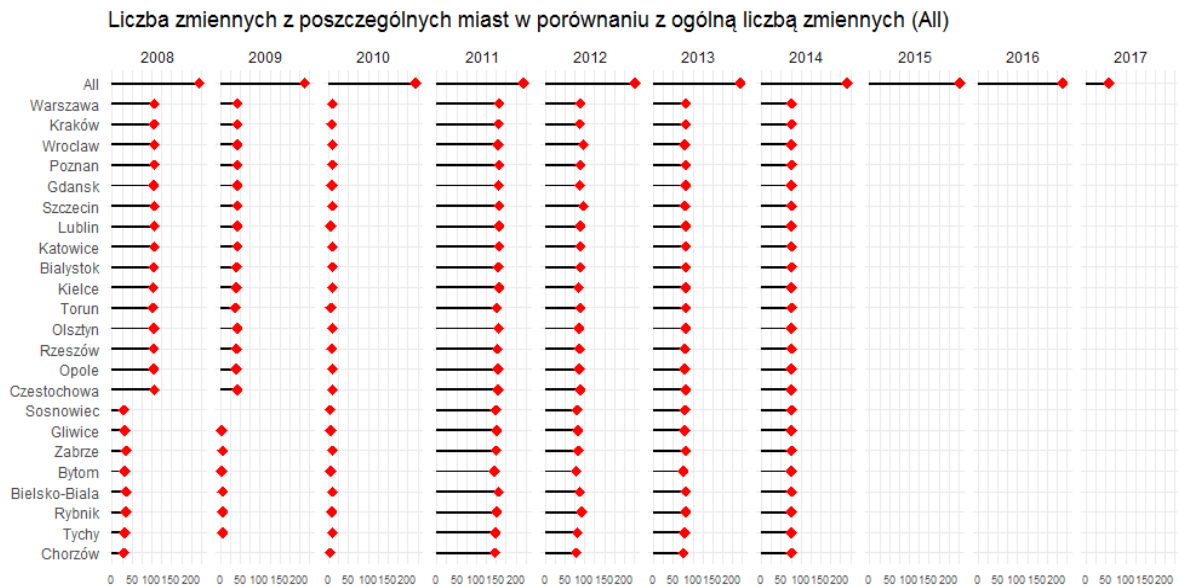 Liczba zmiennych z poszczególnych miast w porównaniu z ogólną liczbą zmiennych (All)
2008 2009 2010 2011 2012 2013 2014 2015 2016 2017
All
Warszawa
Kraków
Wroclaw
Poznan
Gdansk
Szczecin
Lublin
Katowice
Bialystok
Kielce
Torun
Olsztyn
Rzeszów
Opole
Czestochowa
Sosnowiec
Gliwice
Zabrze
Bytom
Bielsko-Biala
Rybnik
Tychy
Chorzów
0 50 100 150 200 0 50 100 150 200 0 50 100 150 200 0 50 100 150 200 0 50 100 150 200 0 50 100 150 200 0 50 100 150 200 0 50 100 150 200 0 50 100 150 200 0 50 100 150 200